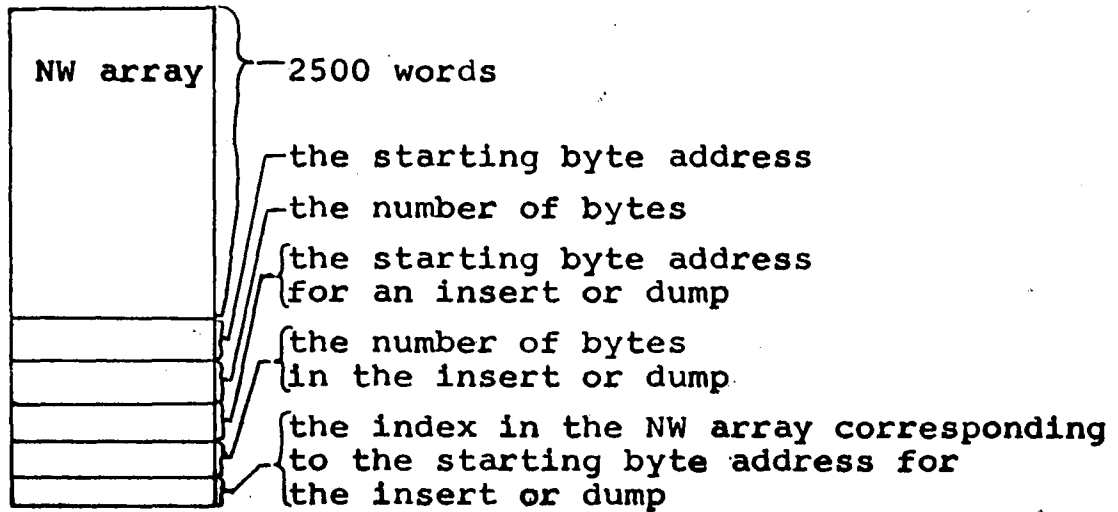 NW array
2500 words
the starting byte address
the number of bytes
the starting byte address
for an insert or dump
the number of bytes
in the insert or dump
the index in the NW array corresponding
to the starting byte address for
the insert or dump